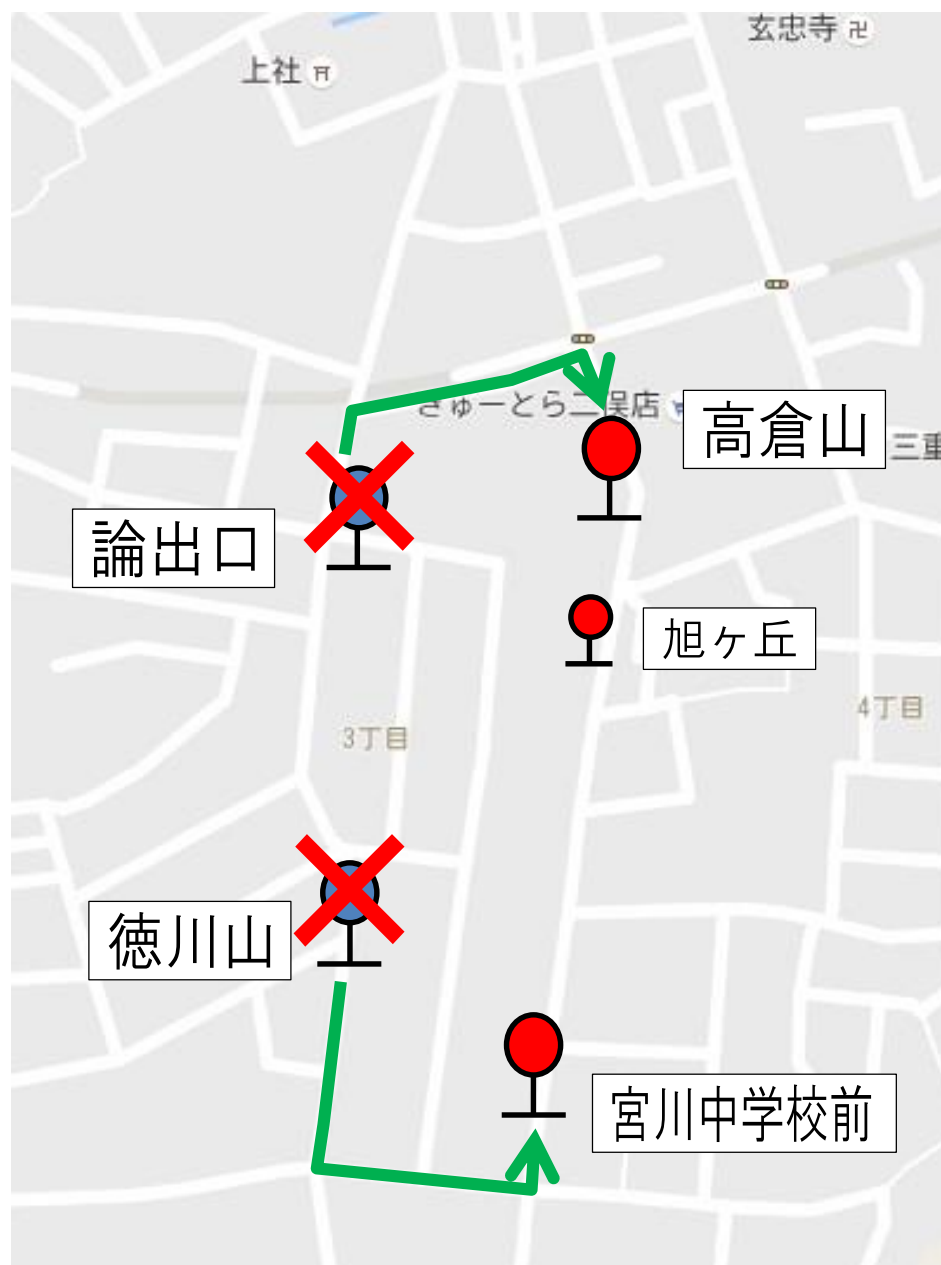 玄忠寺
上社
ぎゅーとら二俣店
高倉山
三重
論出口
旭ヶ丘
4丁目
3丁目
徳川山
宮川中学校前